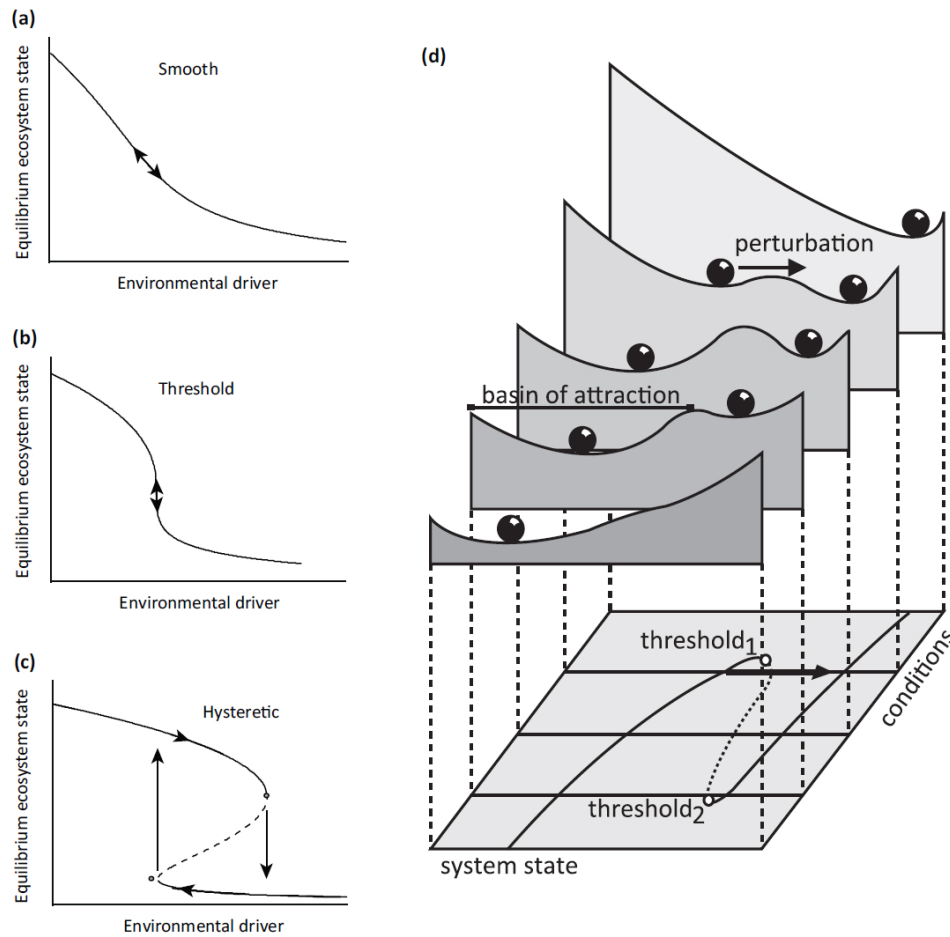 (a)
Smooth
Equilibrium ecosystem state
Environmental driver
(b)
Threshold
Equilibrium ecosystem state
Environmental driver
(c)
Hysteretic
Equilibrium ecosystem state
Environmental driver
(d)
perturbation
basin of attraction
threshold1
conditions
threshold2
system state